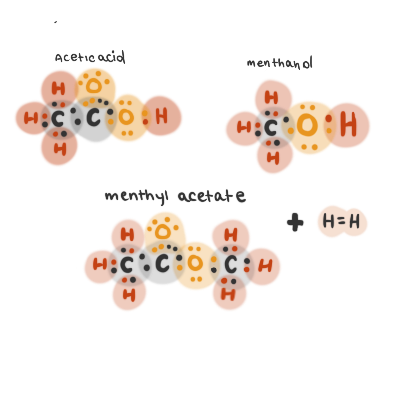 Acetic acid
menthanol
H
O
H C C O H
H
H
H C O H
H
menthyl acetate
+ H=H
H O H
H C C O C H
H H